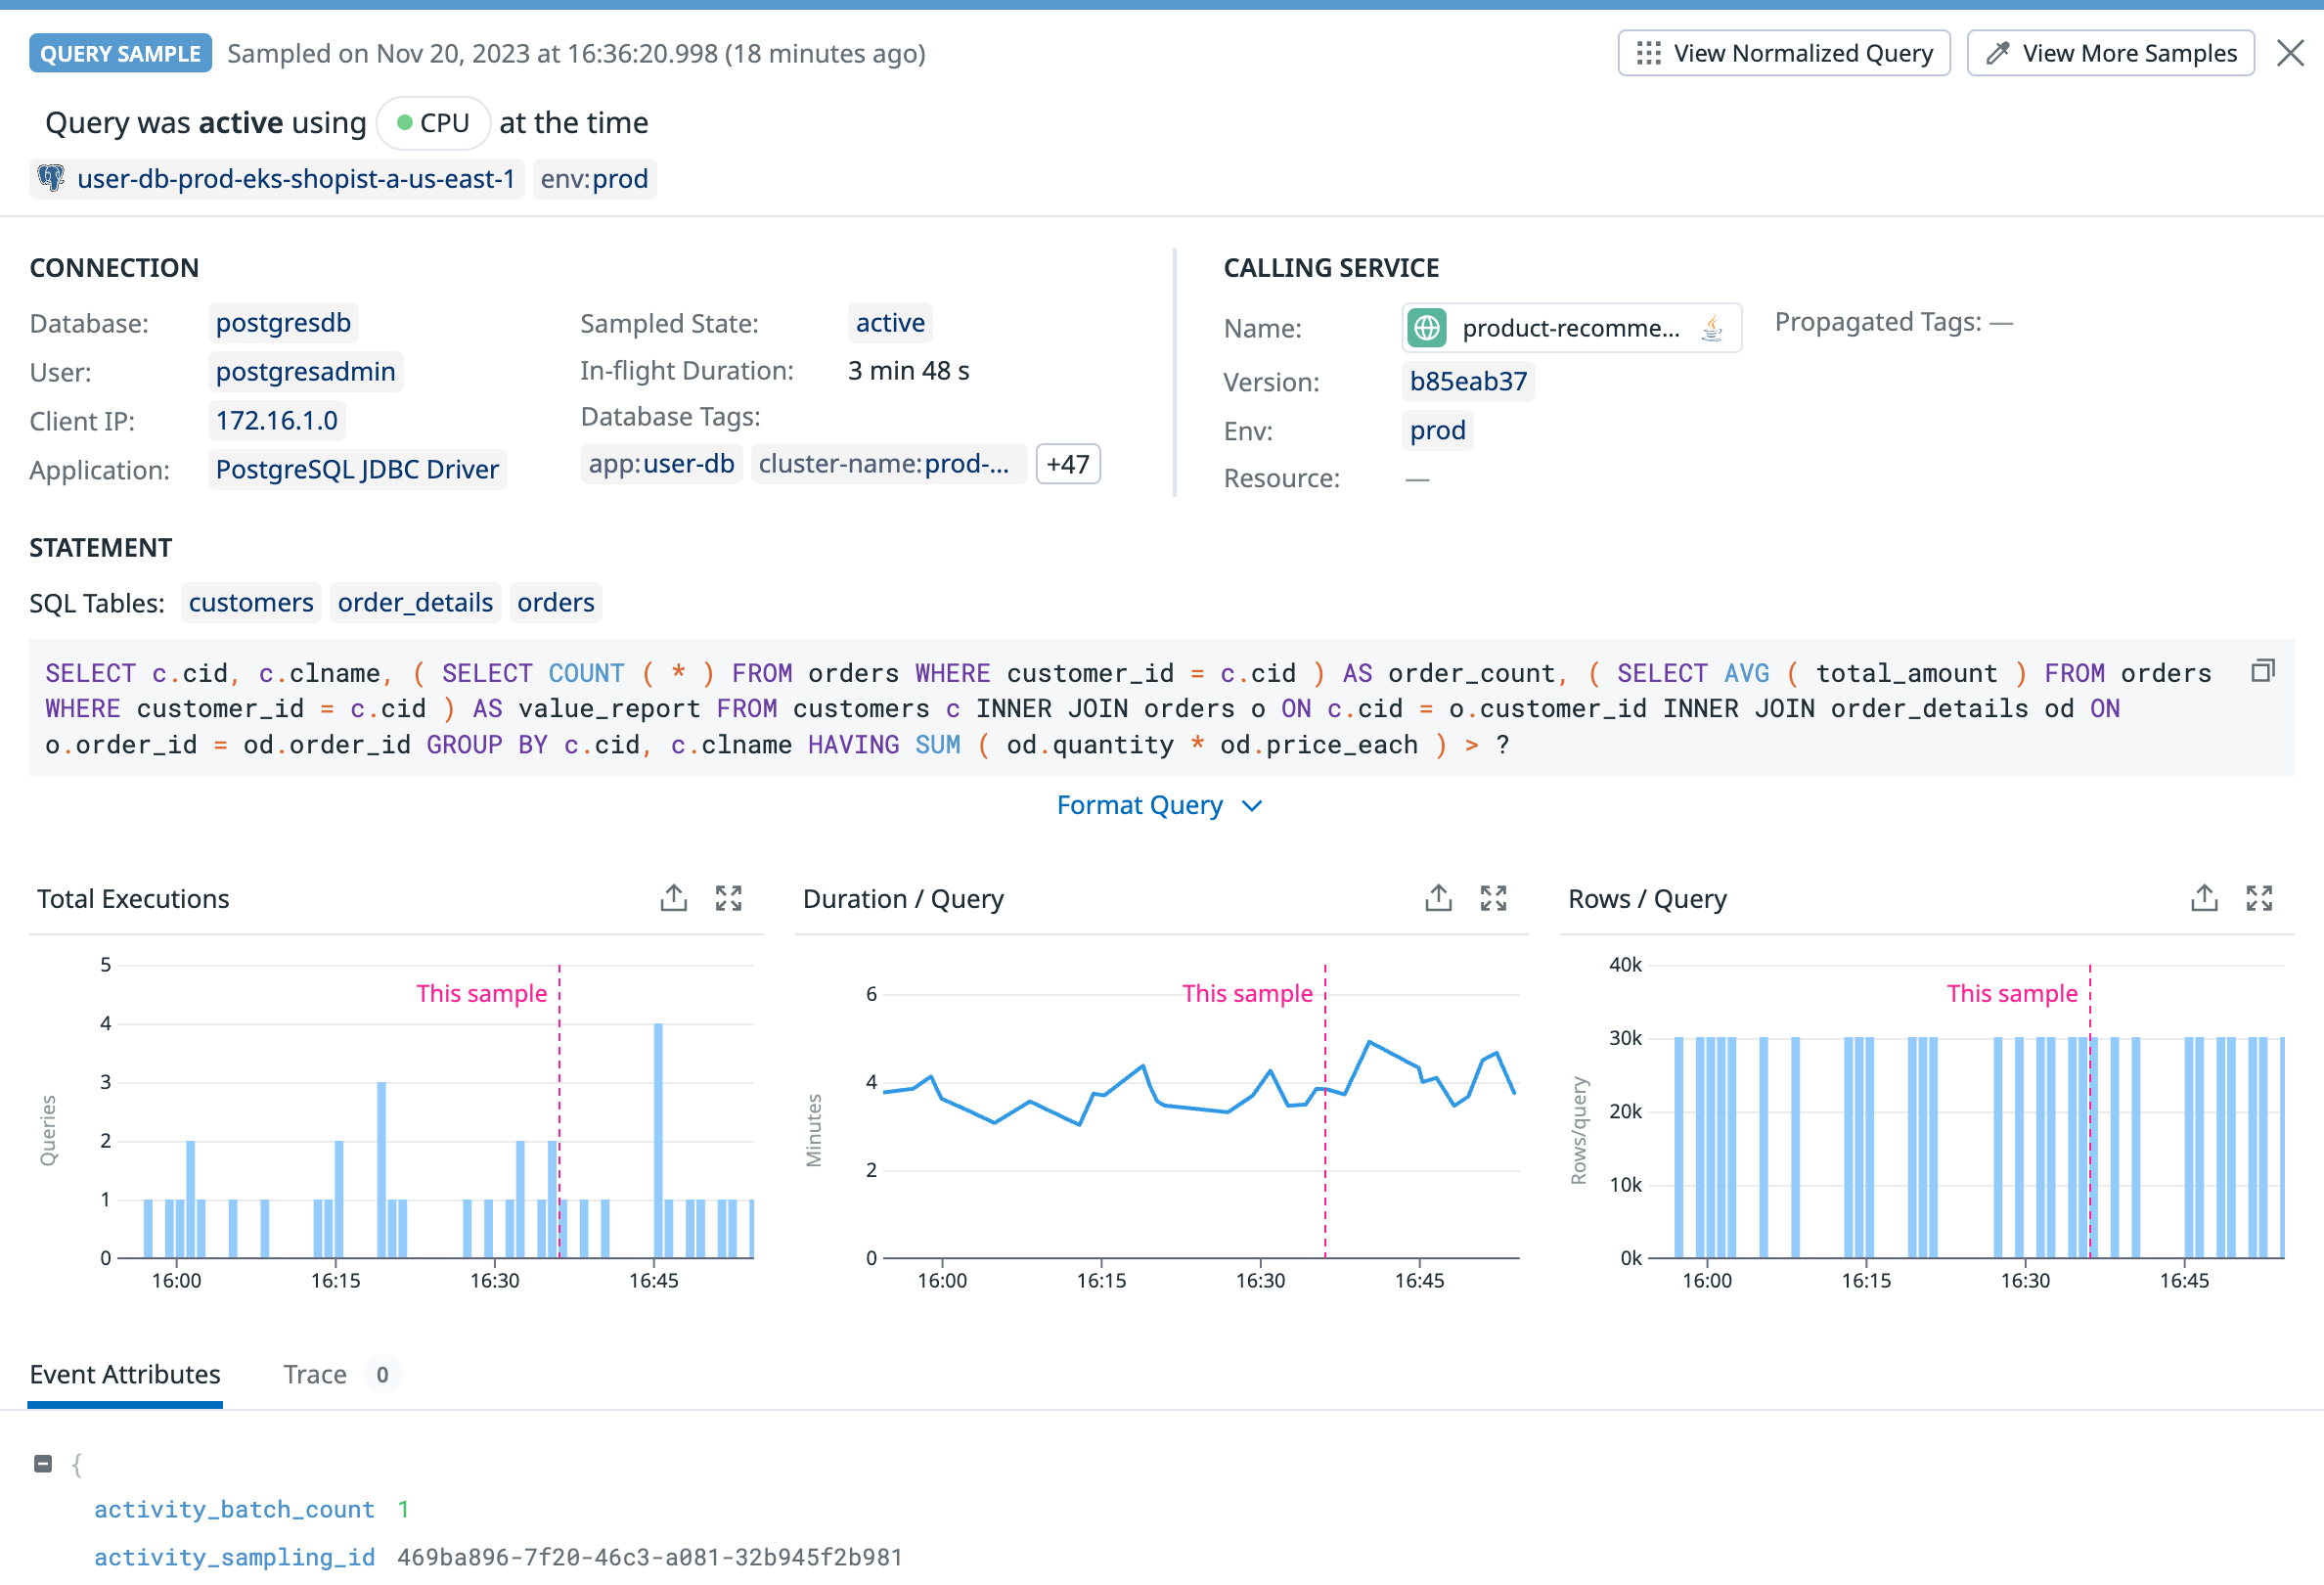 QUERY SAMPLE Sampled on Nov 20, 2023 at 16:36:20.998 (18 minutes ago) View Normalized Query View More Samples
Query was active using CPU at the time
user-db-prod-eks-shopist-a-us-east-1 env:prod
CONNECTION
Database: postgresdb
User: postgresadmin
Client IP: 172.16.1.0
Application: PostgreSQL JDBC Driver
Sampled State: active
In-flight Duration: 3 min 48 s
Database Tags:
app:user-db cluster-name:prod-... +47
CALLING SERVICE
Name: product-recomme...
Version: b85eab37
Env: prod
Resource: —
Propagated Tags: —
STATEMENT
SQL Tables: customers order_details orders
SELECT c.cid, c.clname, ( SELECT COUNT ( * ) FROM orders WHERE customer_id = c.cid ) AS order_count, ( SELECT AVG ( total_amount ) FROM orders
WHERE customer_id = c.cid ) AS value_report FROM customers c INNER JOIN orders o ON c.cid = o.customer_id INNER JOIN order_details od ON
o.order_id = od.order_id GROUP BY c.cid, c.clname HAVING SUM ( od.quantity * od.price_each ) > ?
Format Query
Total Executions
This sample
Queries
5
4
3
2
1
0
16:00 16:15 16:30 16:45
Duration / Query
This sample
Minutes
6
4
2
0
16:00 16:15 16:30 16:45
Rows / Query
This sample
Rows/query
40k
30k
20k
10k
0k
16:00 16:15 16:30 16:45
Event Attributes Trace 0
{
activity_batch_count 1
activity_sampling_id 469ba896-7f20-46c3-a081-32b945f2b981